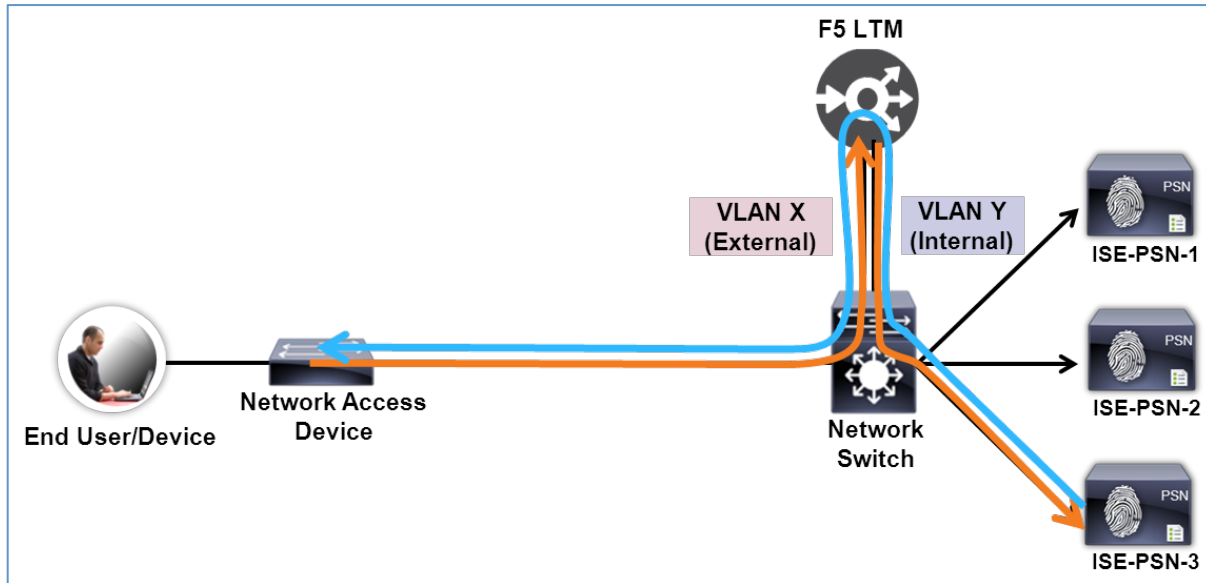 F5 LTM
VLAN X
(External)
VLAN Y
(Internal)
PSN
ISE-PSN-1
PSN
ISE-PSN-2
PSN
ISE-PSN-3
End User/Device
Network Access
Device
Network
Switch